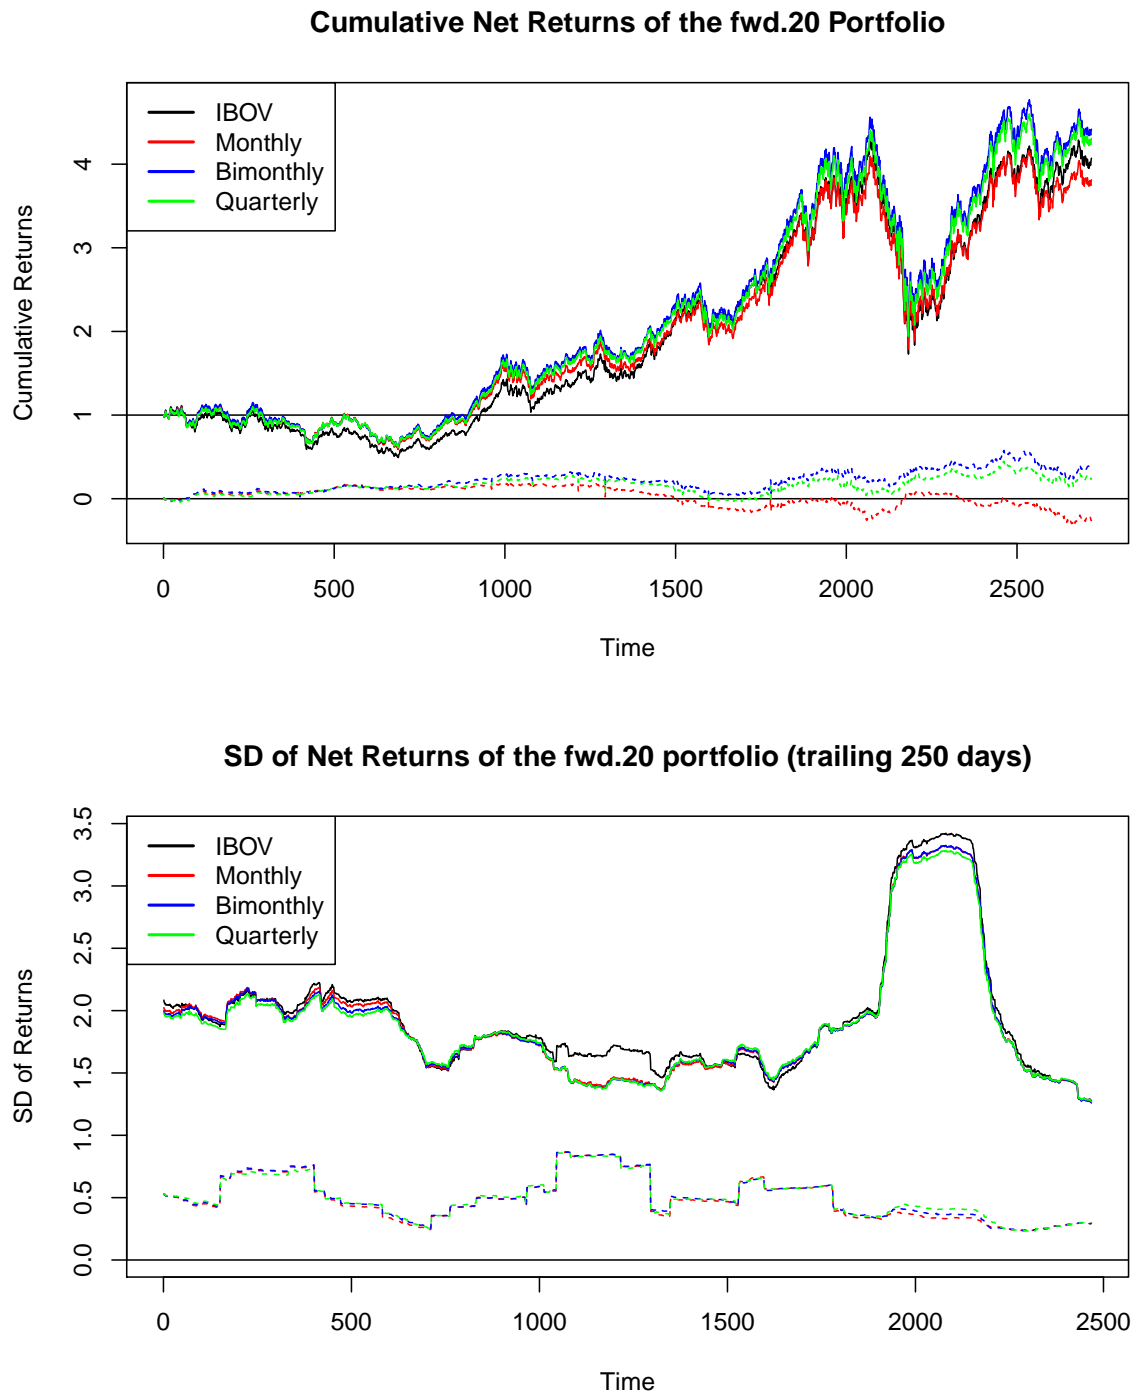 Cumulative Net Returns of the fwd.20 Portfolio
IBOV
Monthly
Bimonthly
Quarterly
Cumulative Returns
4
3
2
1
0
0 500 1000 1500 2000 2500
Time
SD of Net Returns of the fwd.20 portfolio (trailing 250 days)
IBOV
Monthly
Bimonthly
Quarterly
SD of Returns
3.5
3.0
2.5
2.0
1.5
1.0
0.5
0.0
0 500 1000 1500 2000 2500
Time